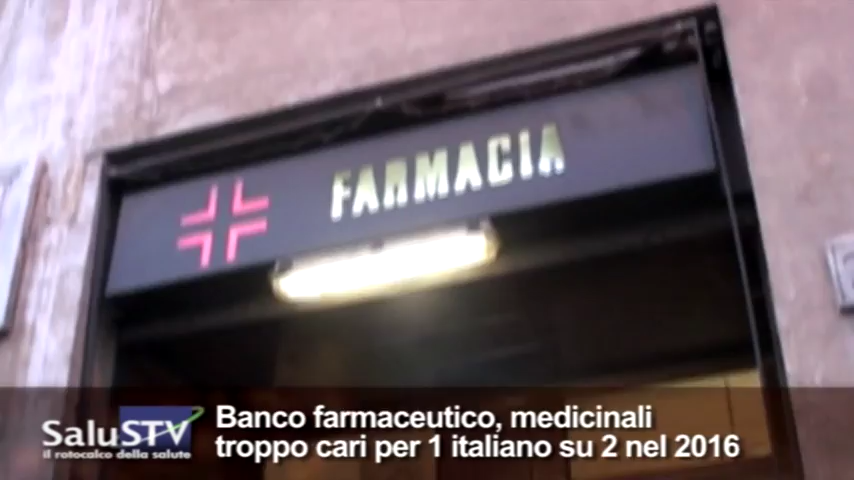 FARMACIA
SaluSTV
il rotocalco della salute
Banco farmaceutico, medicinali
troppo cari per 1 italiano su 2 nel 2016